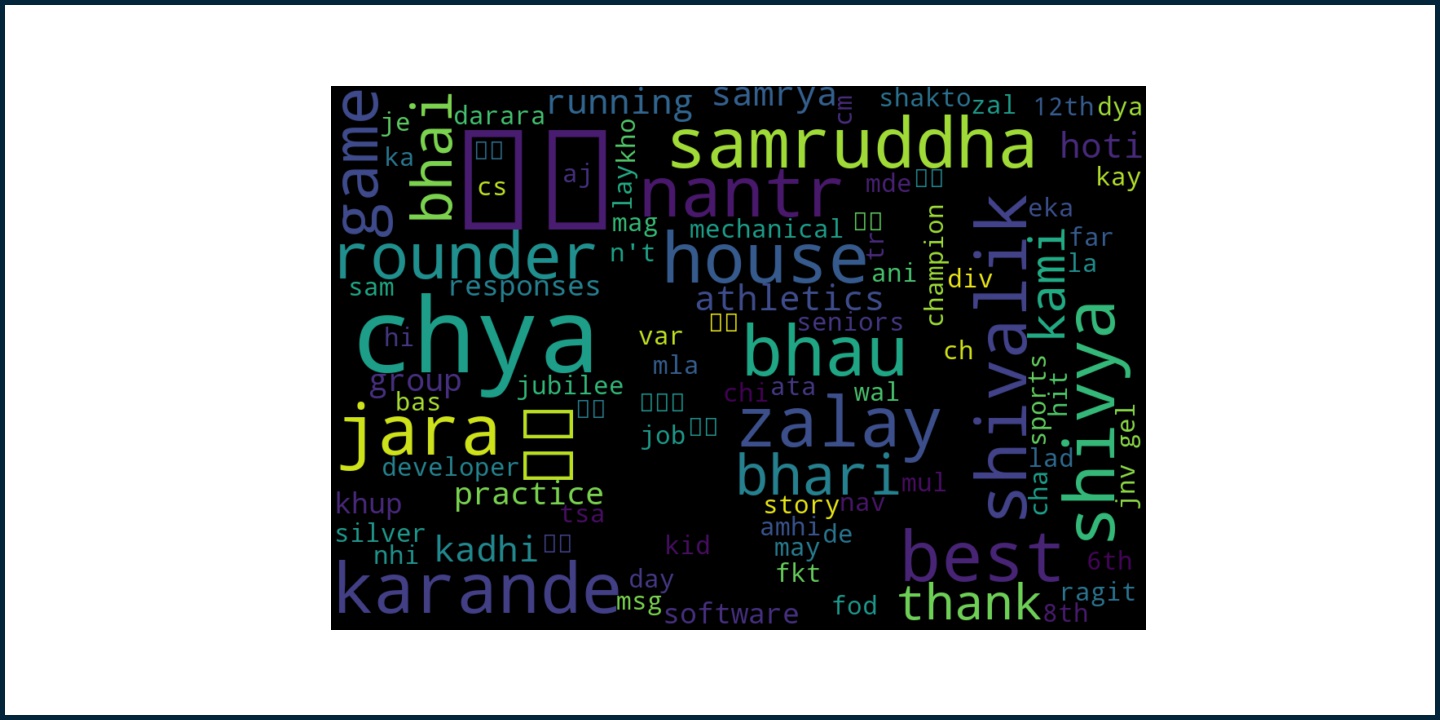 game
je
ka
bhai
darara
running
samrya
cm
shakto
zal
12th
dya
cs
aj
laykho
samruddha
hoti
nantr
mde
kay
mag
mechanical
tr
champion
shivalik
eka
kami
far
rounder
n't
house
ani
div
la
sam
responses
athletics
chya
hi
var
seniors
bhau
ch
shivya
group
jubilee
mla
chi
ata
wal
sports
hit
bas
jara
job
zalay
gel
developer
bhari
mul
lad
cha
jnv
khup
practice
tsa
story
nav
silver
nhi
kadhi
kid
amhi
may
de
best
6th
karande
day
fkt
msg
software
fod
thank
8th
ragit